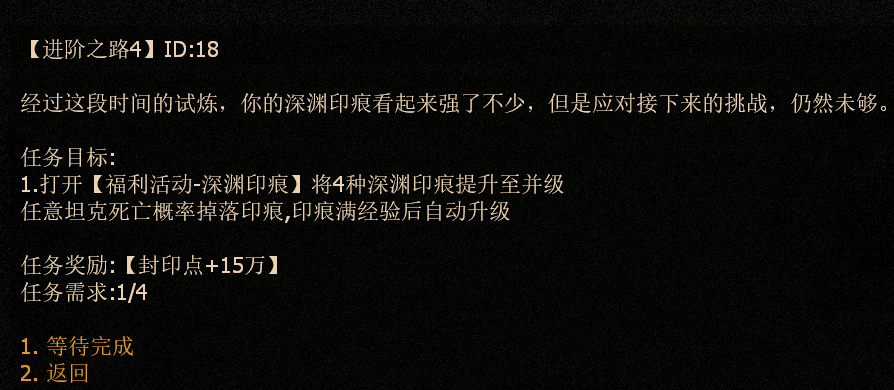 【进阶之路4】ID:18
经过这段时间的试炼，你的深渊印痕看起来强了不少，但是应对接下来的挑战，仍然未够。
任务目标:
1.打开【福利活动-深渊印痕】将4种深渊印痕提升至并级
任意坦克死亡概率掉落印痕,印痕满经验后自动升级
任务奖励:【封印点+15万】
任务需求:1/4
1. 等待完成
2. 返回